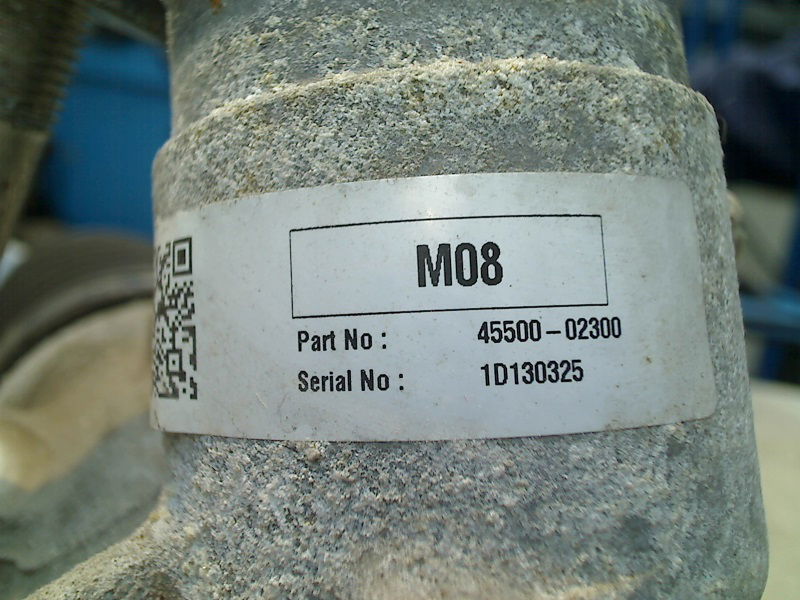 M08
Part No : 45500-02300
Serial No : 1D130325